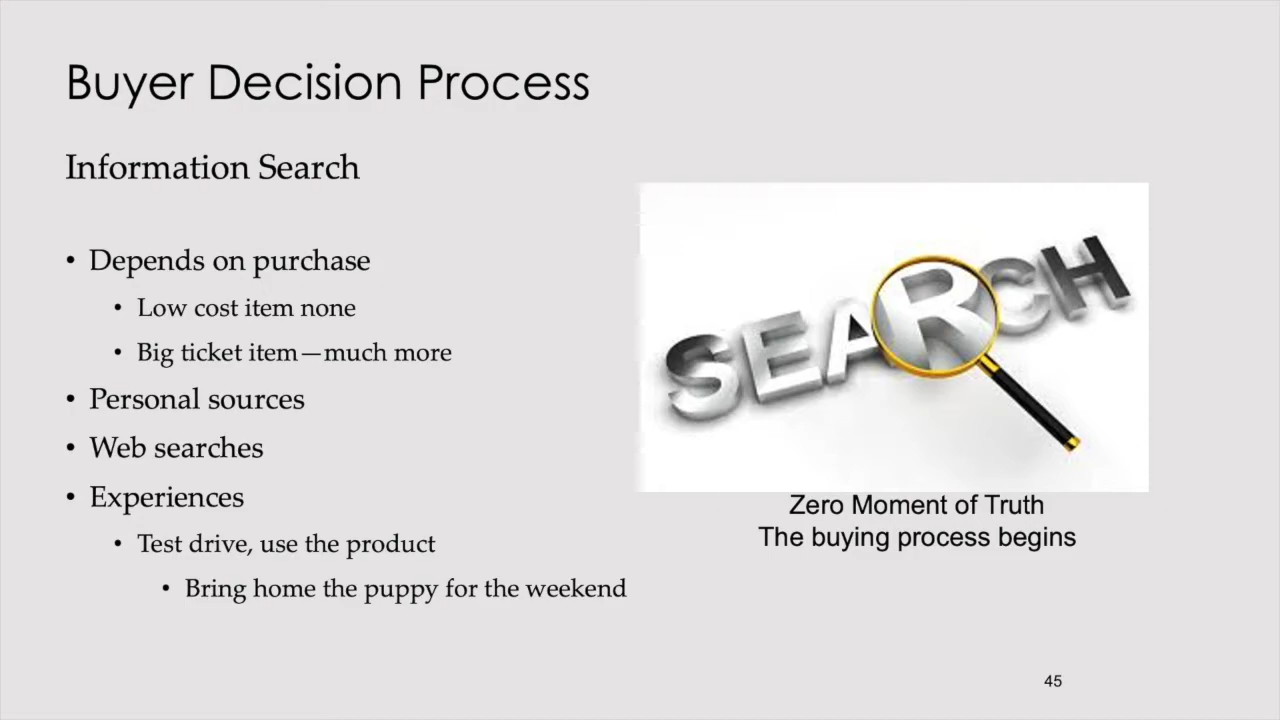 Buyer Decision Process
Information Search
• Depends on purchase
• Low cost item none
• Big ticket item—much more
• Personal sources
• Web searches
• Experiences
• Test drive, use the product
• Bring home the puppy for the weekend
SEARCH
Zero Moment of Truth
The buying process begins
45